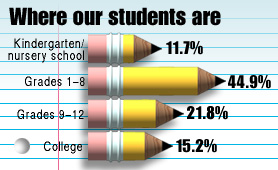 Where our students are
Kindergarten/
nursery school 11.7%
Grades 1–8 44.9%
Grades 9–12 21.8%
College 15.2%